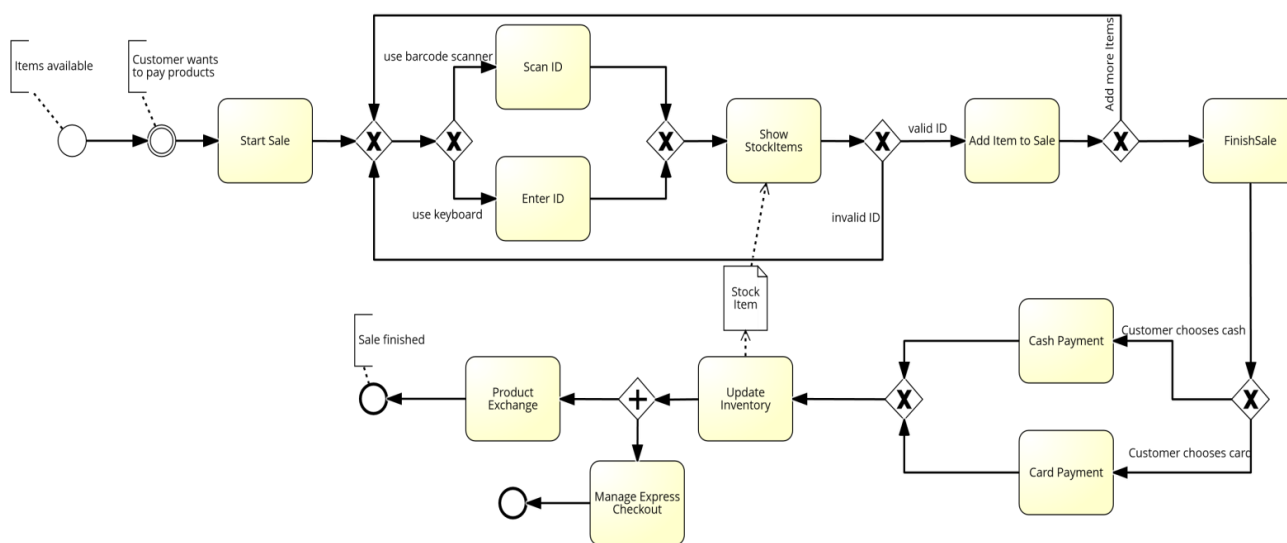 Items available
Customer wants
to pay products
Start Sale
use barcode scanner
Scan ID
use keyboard
Enter ID
Show
StockItems
valid ID
invalid ID
Add Item to Sale
Add more Items
FinishSale
Stock
Item
Customer chooses cash
Cash Payment
Customer chooses card
Card Payment
Update
Inventory
Product
Exchange
Sale finished
Manage Express
Checkout